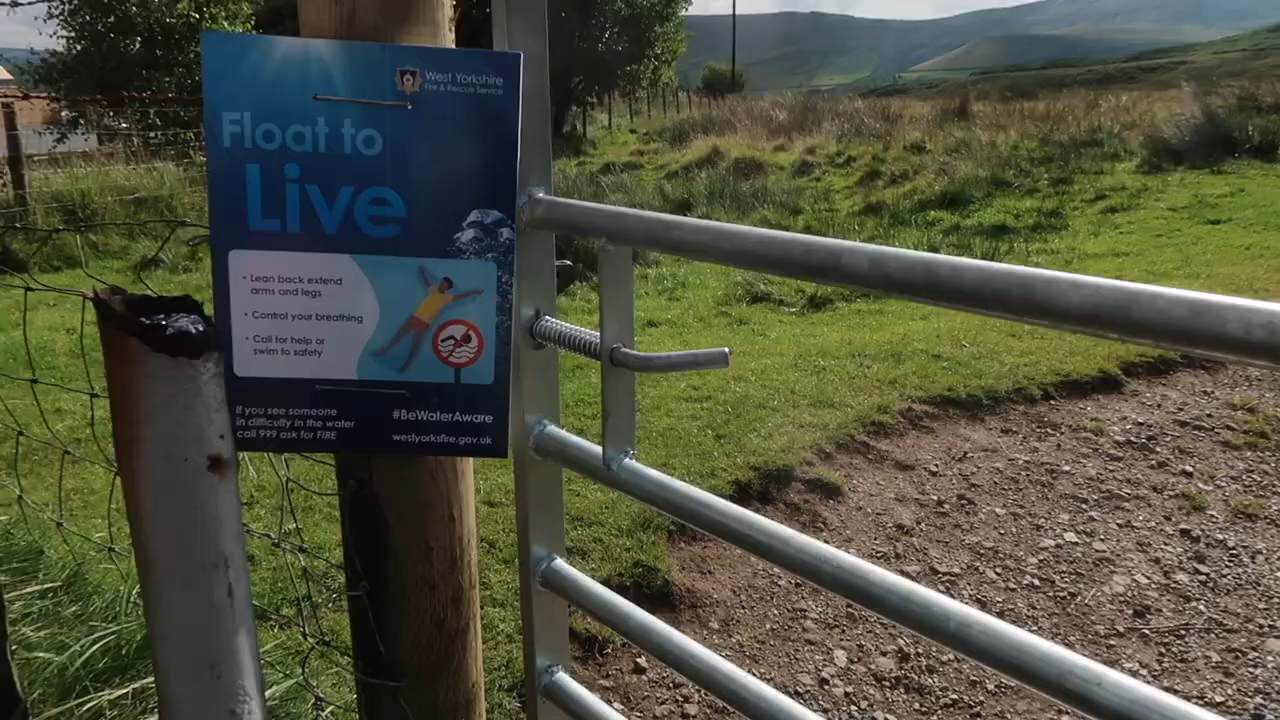 West Yorkshire
Fire & Rescue Service
Float to
Live
• Lean back extend
arms and legs
• Control your breathing
• Call for help or
swim to safety
If you see someone
in difficulty in the water
call 999 ask for FIRE
#BeWaterAware
westyorksfire.gov.uk